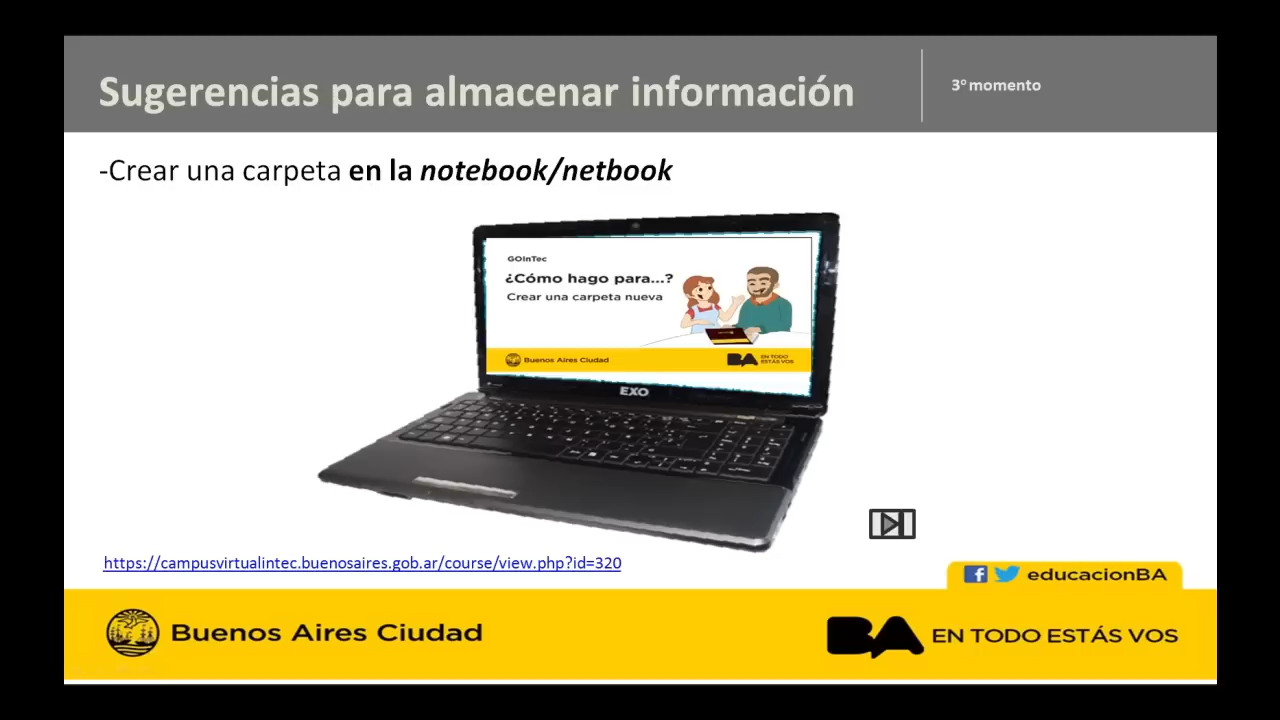 Sugerencias para almacenar información
3º momento
-Crear una carpeta en la notebook/netbook
GOInTec
¿Cómo hago para...?
Crear una carpeta nueva
Buenos Aires Ciudad
BA EN TODO
ESTÁS VOS
EXO
https://campusvirtualintec.buenosaires.gob.ar/course/view.php?id=320
educacionBA
Buenos Aires Ciudad
BA EN TODO ESTÁS VOS